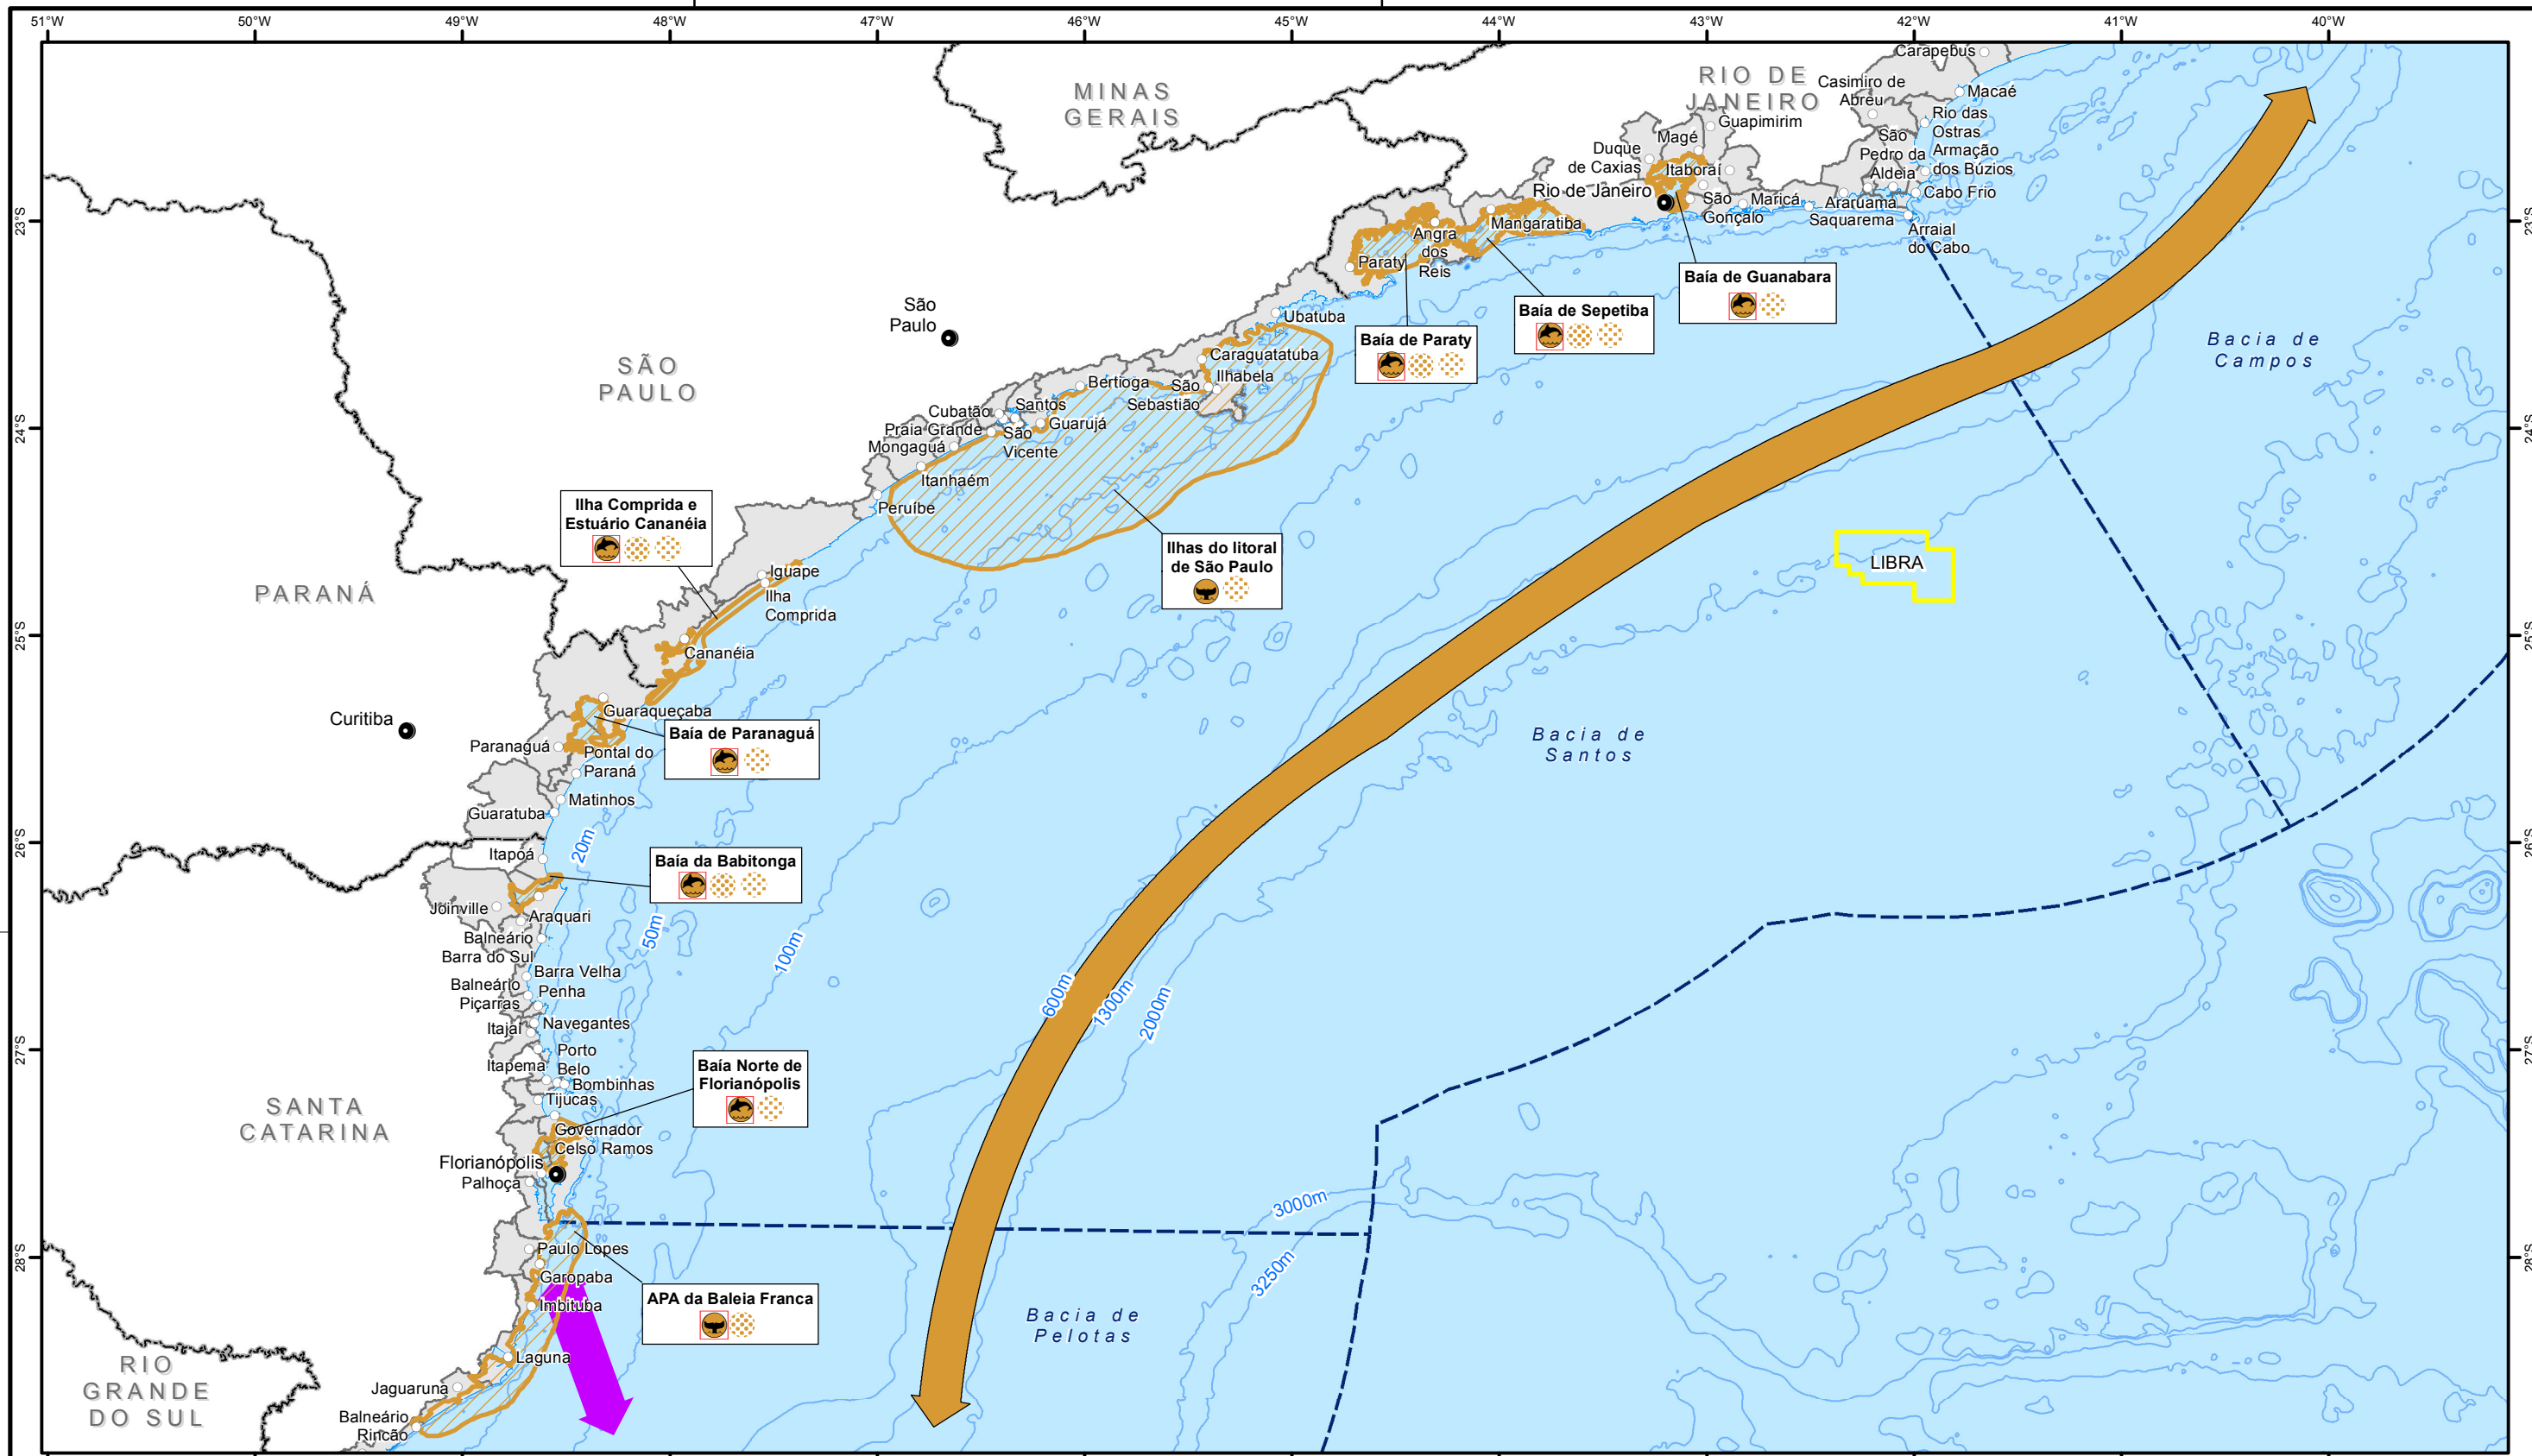 51°W
50°W
49°W
48°W
47°W
46°W
45°W
44°W
43°W
42°W
41°W
40°W
23°S
24°S
25°S
26°S
27°S
28°S
23°S
24°S
25°S
26°S
27°S
28°S
MINAS
GERAIS
RIO DE
JANEIRO
SÃO
PAULO
PARANÁ
SANTA
CATARINA
RIO
GRANDE
DO SUL
Carapebus
Casimiro de
Abreu
Macaé
Rio das
Ostras
São
Pedro da
Aldeia
Armação
dos Búzios
Cabo Frio
Guapimirim
Magé
Duque
de Caxias
Itaboraí
Rio de Janeiro
São
Gonçalo
Maricá
Araruama
Saquarema
Arraial
do Cabo
Mangaratiba
Angra
dos
Reis
Paraty
Baía de Guanabara
Baía de Sepetiba
Baía de Paraty
Ubatuba
Caraguatatuba
Ilhabela
São
Sebastião
Bertioga
São
Paulo
Cubatão
Santos
Guarujá
Praia Grande
São
Vicente
Mongaguá
Itanhaém
Peruíbe
Ilhas do litoral
de São Paulo
Ilha Comprida e
Estuário Cananéia
Iguape
Ilha
Comprida
Cananéia
Guaraqueçaba
Baía de Paranaguá
Curitiba
Paranaguá
Pontal do
Paraná
Matinhos
Guaratuba
Itapoá
Baía da Babitonga
Joinville
Araquari
Balneário
Barra do Sul
Barra Velha
Balneário
Piçarras
Penha
Itajaí
Navegantes
Porto
Belo
Itapema
Bombinhas
Tijucas
Baía Norte de
Florianópolis
Governador
Celso Ramos
Florianópolis
Palhoça
Paulo Lopes
Garopaba
Imbituba
APA da Baleia Franca
Laguna
Jaguaruna
Balneário
Rincão
Bacia de
Campos
LIBRA
Bacia de
Santos
Bacia de
Pelotas
20m
50m
100m
600m
1300m
2000m
3000m
3250m